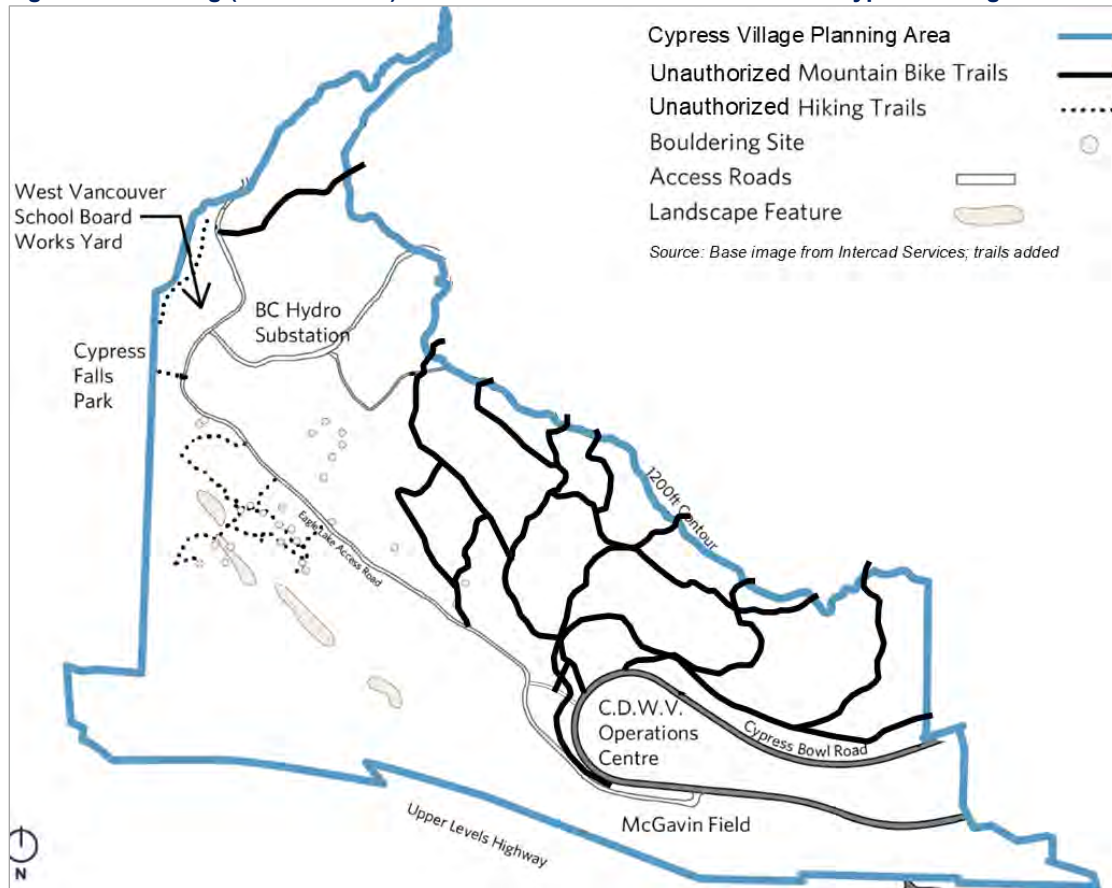 Cypress Village Planning Area
Unauthorized Mountain Bike Trails
Unauthorized Hiking Trails
Bouldering Site
Access Roads
Landscape Feature
Source: Base image from Intercad Services; trails added
West Vancouver
School Board
Works Yard
BC Hydro
Substation
Cypress
Falls
Park
1200ft Contour
Eagle Lake Access Road
C.D.W.V.
Operations
Centre
Cypress Bowl Road
McGavin Field
Upper Levels Highway
N